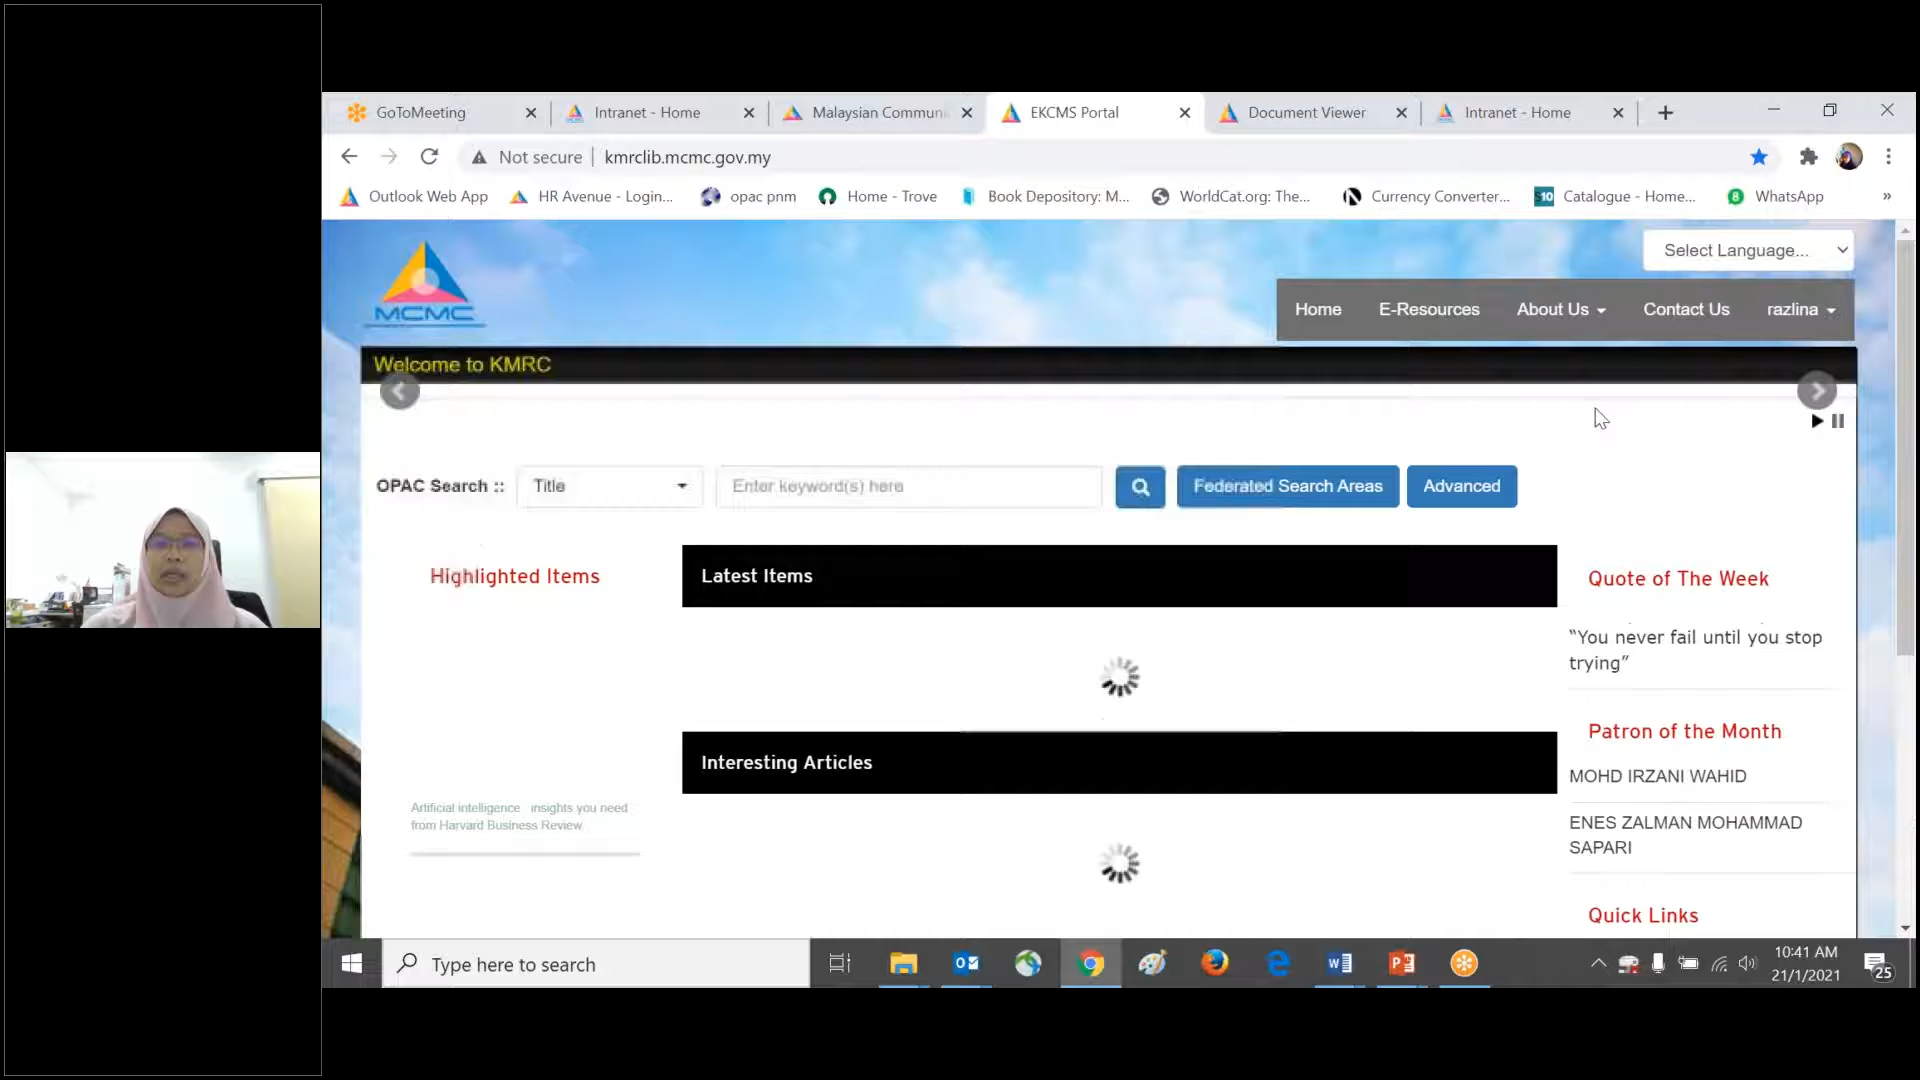 GoToMeeting
Intranet - Home
Malaysian Communi
EKCMS Portal
Document Viewer
Intranet - Home
Not secure
kmrclib.mcmc.gov.my
Outlook Web App
HR Avenue - Login...
opac pnm
Home - Trove
Book Depository: M...
WorldCat.org: The...
Currency Converter...
Catalogue - Home...
WhatsApp
»
Select Language...
MCMC
Home
E-Resources
About Us
Contact Us
razlina
Welcome to KMRC
OPAC Search ::
Title
Enter keyword(s) here
Federated Search Areas
Advanced
Highlighted Items
Artificial intelligence insights you need
from Harvard Business Review
Latest Items
Interesting Articles
Quote of The Week
“You never fail until you stop
trying”
Patron of the Month
MOHD IRZANI WAHID
ENES ZALMAN MOHAMMAD
SAPARI
Quick Links
Type here to search
10:41 AM
21/1/2021
25